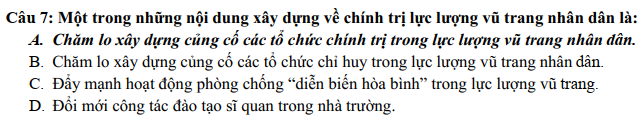 Câu 7: Một trong những nội dung xây dựng về chính trị lực lượng vũ trang nhân dân là:
A. Chăm lo xây dựng củng cố các tổ chức chính trị trong lực lượng vũ trang nhân dân.
B. Chăm lo xây dựng củng cố các tổ chức chỉ huy trong lực lượng vũ trang nhân dân.
C. Đẩy mạnh hoạt động phòng chống “diễn biến hòa bình” trong lực lượng vũ trang.
D. Đổi mới công tác đào tạo sĩ quan trong nhà trường.